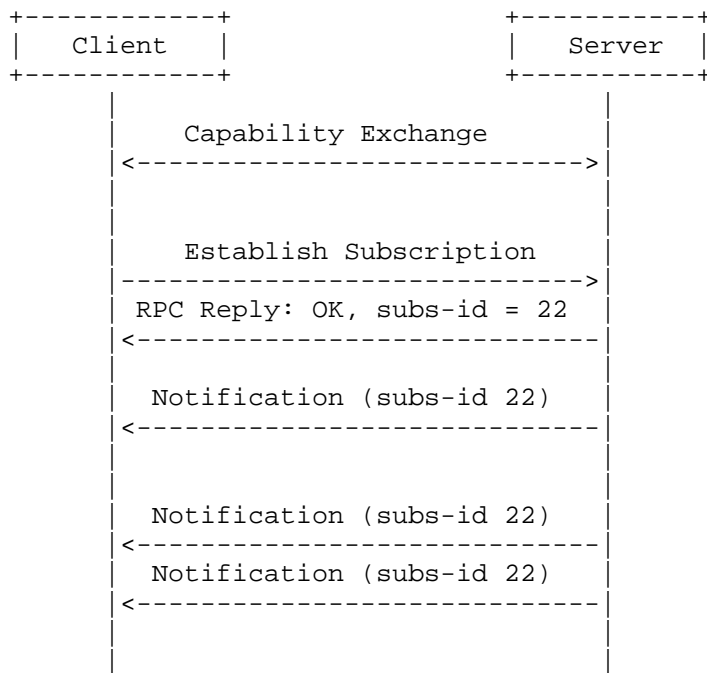 Client Server
Capability Exchange
Establish Subscription
RPC Reply: OK, subs-id = 22
Notification (subs-id 22)
Notification (subs-id 22)
Notification (subs-id 22)